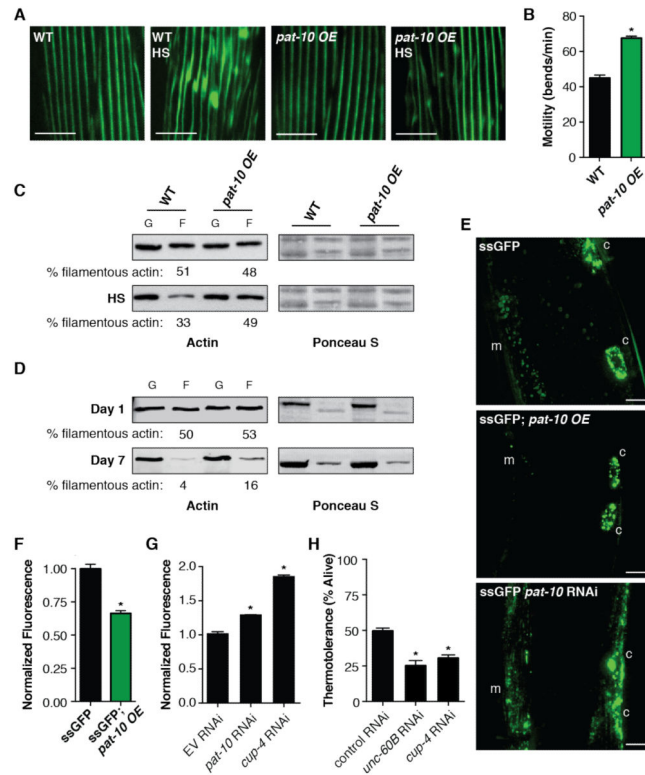 A
WT
WT
HS
pat-10 OE
pat-10 OE
HS
B
Motility (bends/min)
80
60
40
20
0
*
WT
pat-10 OE
C
WT
pat-10 OE
WT
pat-10 OE
G F G F
% filamentous actin: 51 48
HS
% filamentous actin: 33 49
Actin
Ponceau S
D
G F G F
Day 1
% filamentous actin: 50 53
Day 7
% filamentous actin: 4 16
Actin
Ponceau S
E
ssGFP
c
m
c
ssGFP; pat-10 OE
m
c
c
ssGFP pat-10 RNAi
m
c
c
F
Normalized Fluorescence
1.00
0.75
0.50
0.25
0.00
*
ssGFP
ssGFP;
pat-10 OE
G
Normalized Fluorescence
2.0
1.5
1.0
0.5
0.0
*
*
EV RNAi
pat-10 RNAi
cup-4 RNAi
H
Thermotolerance (% Alive)
100
75
50
25
0
*
*
control RNAi
unc-60B RNAi
cup-4 RNAi